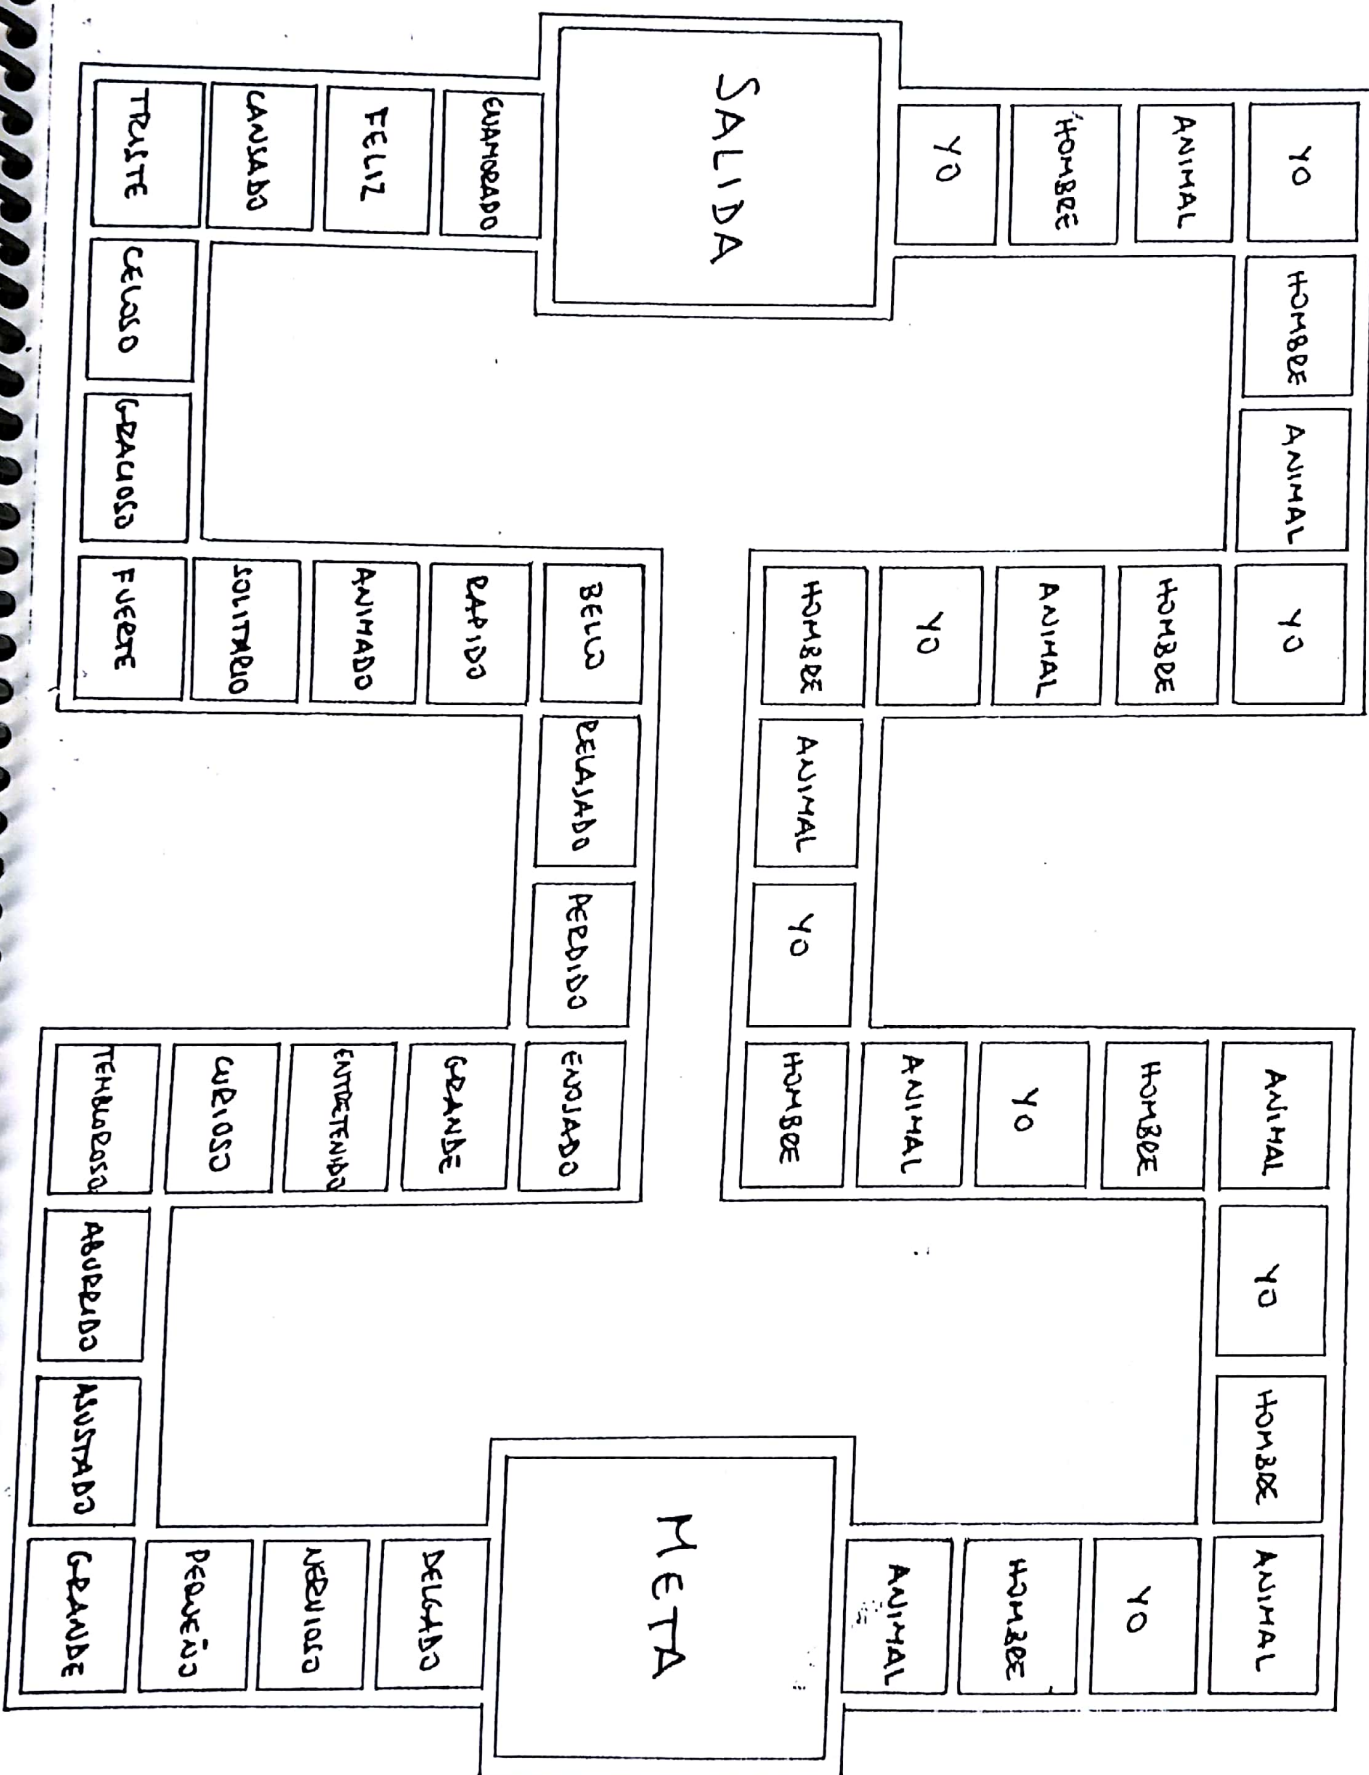 SALIDA
YO
HOMBRE
ANIMAL
YO
HOMBRE
ANIMAL
YO
HOMBRE
ANIMAL
YO
HOMBRE
ANIMAL
YO
HOMBRE
ANIMAL
YO
HOMBRE
ANIMAL
YO
HOMBRE
ANIMAL
YO
HOMBRE
ANIMAL
ENAMORADO
FELIZ
CANSADO
TRISTE
CELOSO
GRACIOSO
FUERTE
SOLITARIO
ANIMADO
RAPIDO
BELLO
RELAJADO
PERDIDO
ENOJADO
GRANDE
ENTRETENIDO
CURIOSO
TEMBLOROSO
ABURRIDO
ASUSTADO
GRANDE
PEQUEÑO
NERVIOSO
DELGADO
META